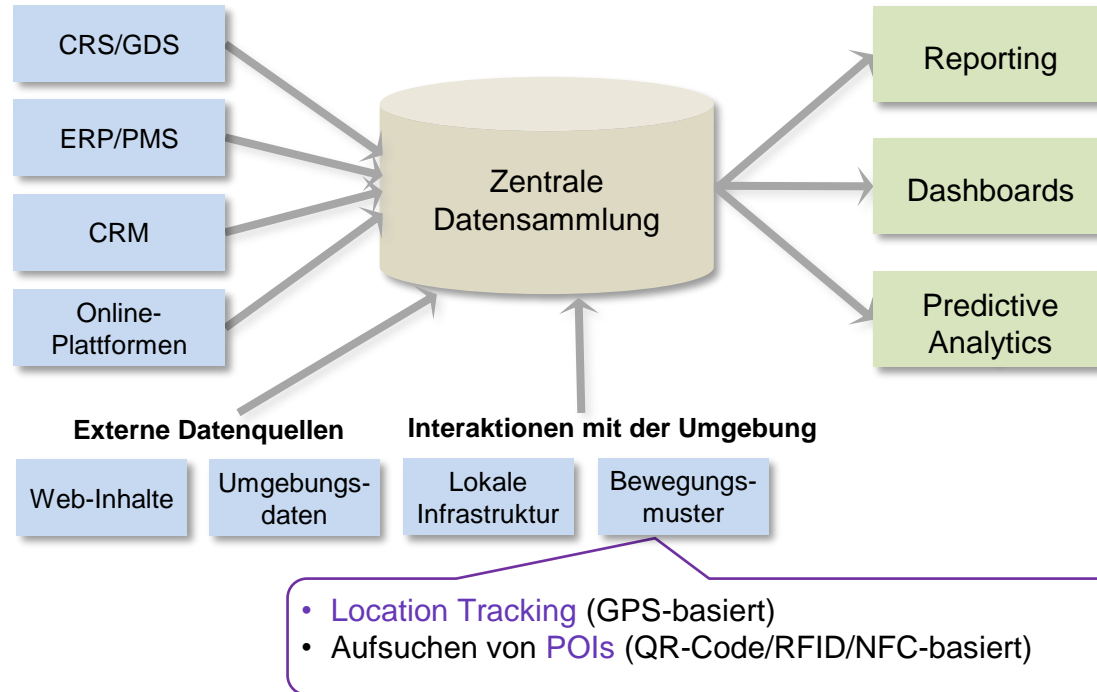 CRS/GDS
ERP/PMS
CRM
Online-
Plattformen
Zentrale
Datensammlung
Reporting
Dashboards
Predictive
Analytics
Externe Datenquellen
Interaktionen mit der Umgebung
Web-Inhalte
Umgebungs-
daten
Lokale
Infrastruktur
Bewegungs-
muster
• Location Tracking (GPS-basiert)
• Aufsuchen von POIs (QR-Code/RFID/NFC-basiert)